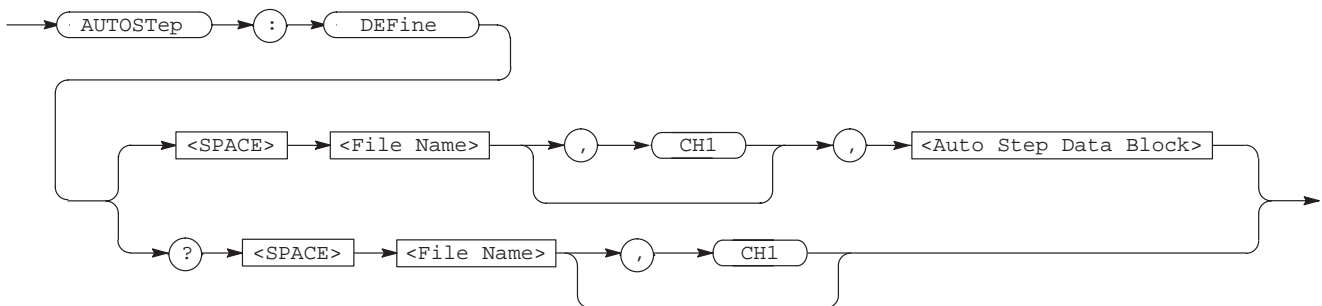 AUTOSTep : DEFine
<SPACE> <File Name> , CH1 , <Auto Step Data Block>
? <SPACE> <File Name> , CH1